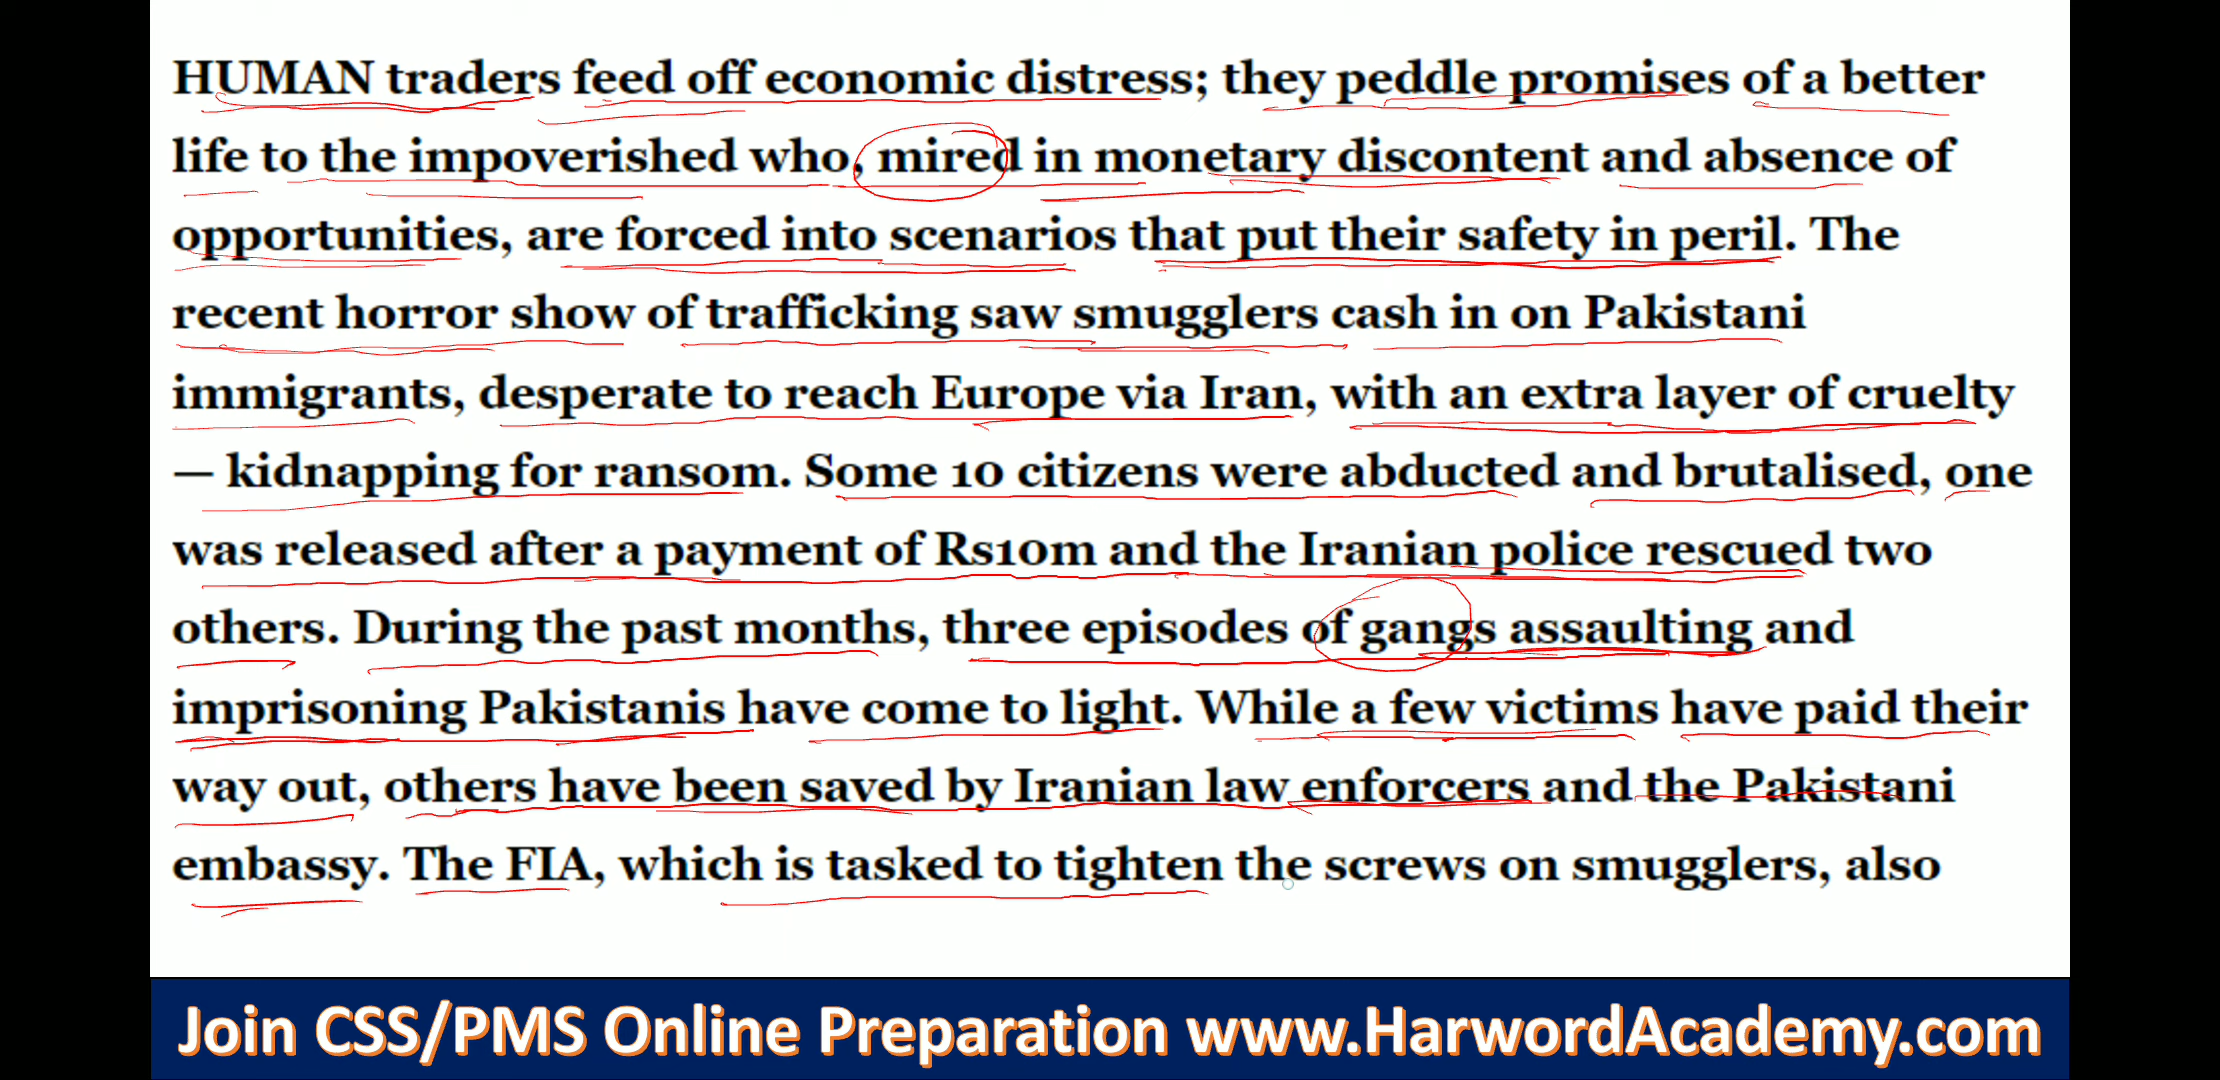 HUMAN traders feed off economic distress; they peddle promises of a better
life to the impoverished who, mired in monetary discontent and absence of
opportunities, are forced into scenarios that put their safety in peril. The
recent horror show of trafficking saw smugglers cash in on Pakistani
immigrants, desperate to reach Europe via Iran, with an extra layer of cruelty
— kidnapping for ransom. Some 10 citizens were abducted and brutalised, one
was released after a payment of Rs10m and the Iranian police rescued two
others. During the past months, three episodes of gangs assaulting and
imprisoning Pakistanis have come to light. While a few victims have paid their
way out, others have been saved by Iranian law enforcers and the Pakistani
embassy. The FIA, which is tasked to tighten the screws on smugglers, also
Join CSS/PMS Online Preparation www.HarwordAcademy.com